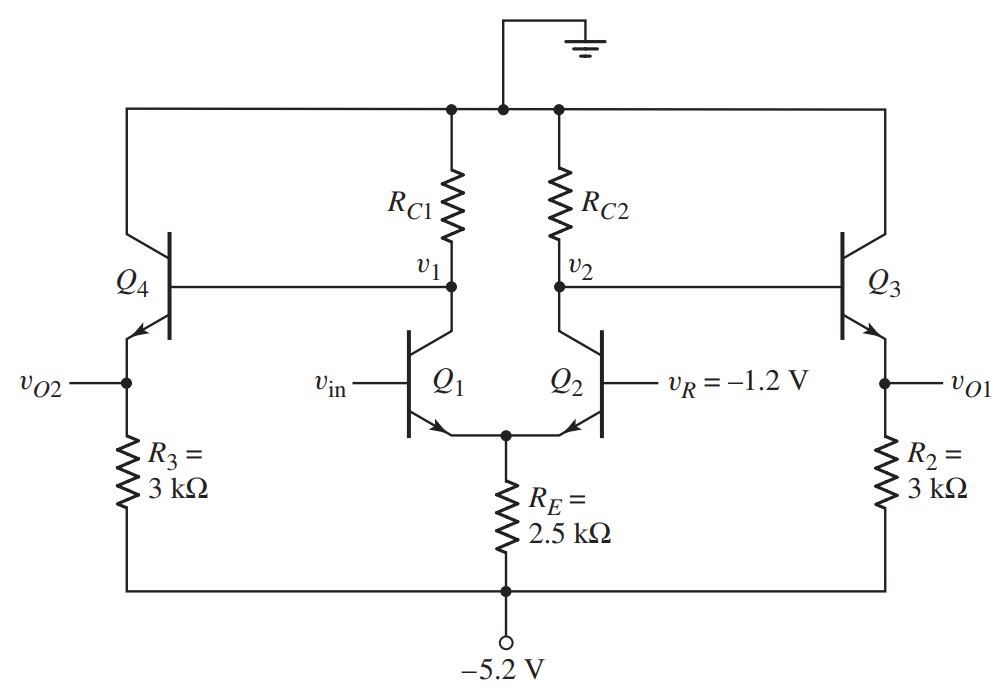 R_C1
R_C2
v_1
v_2
Q_4
Q_3
v_O2
v_in
Q_1
Q_2
v_R = –1.2 V
v_O1
R_3 =
3 kΩ
R_E =
2.5 kΩ
R_2 =
3 kΩ
–5.2 V